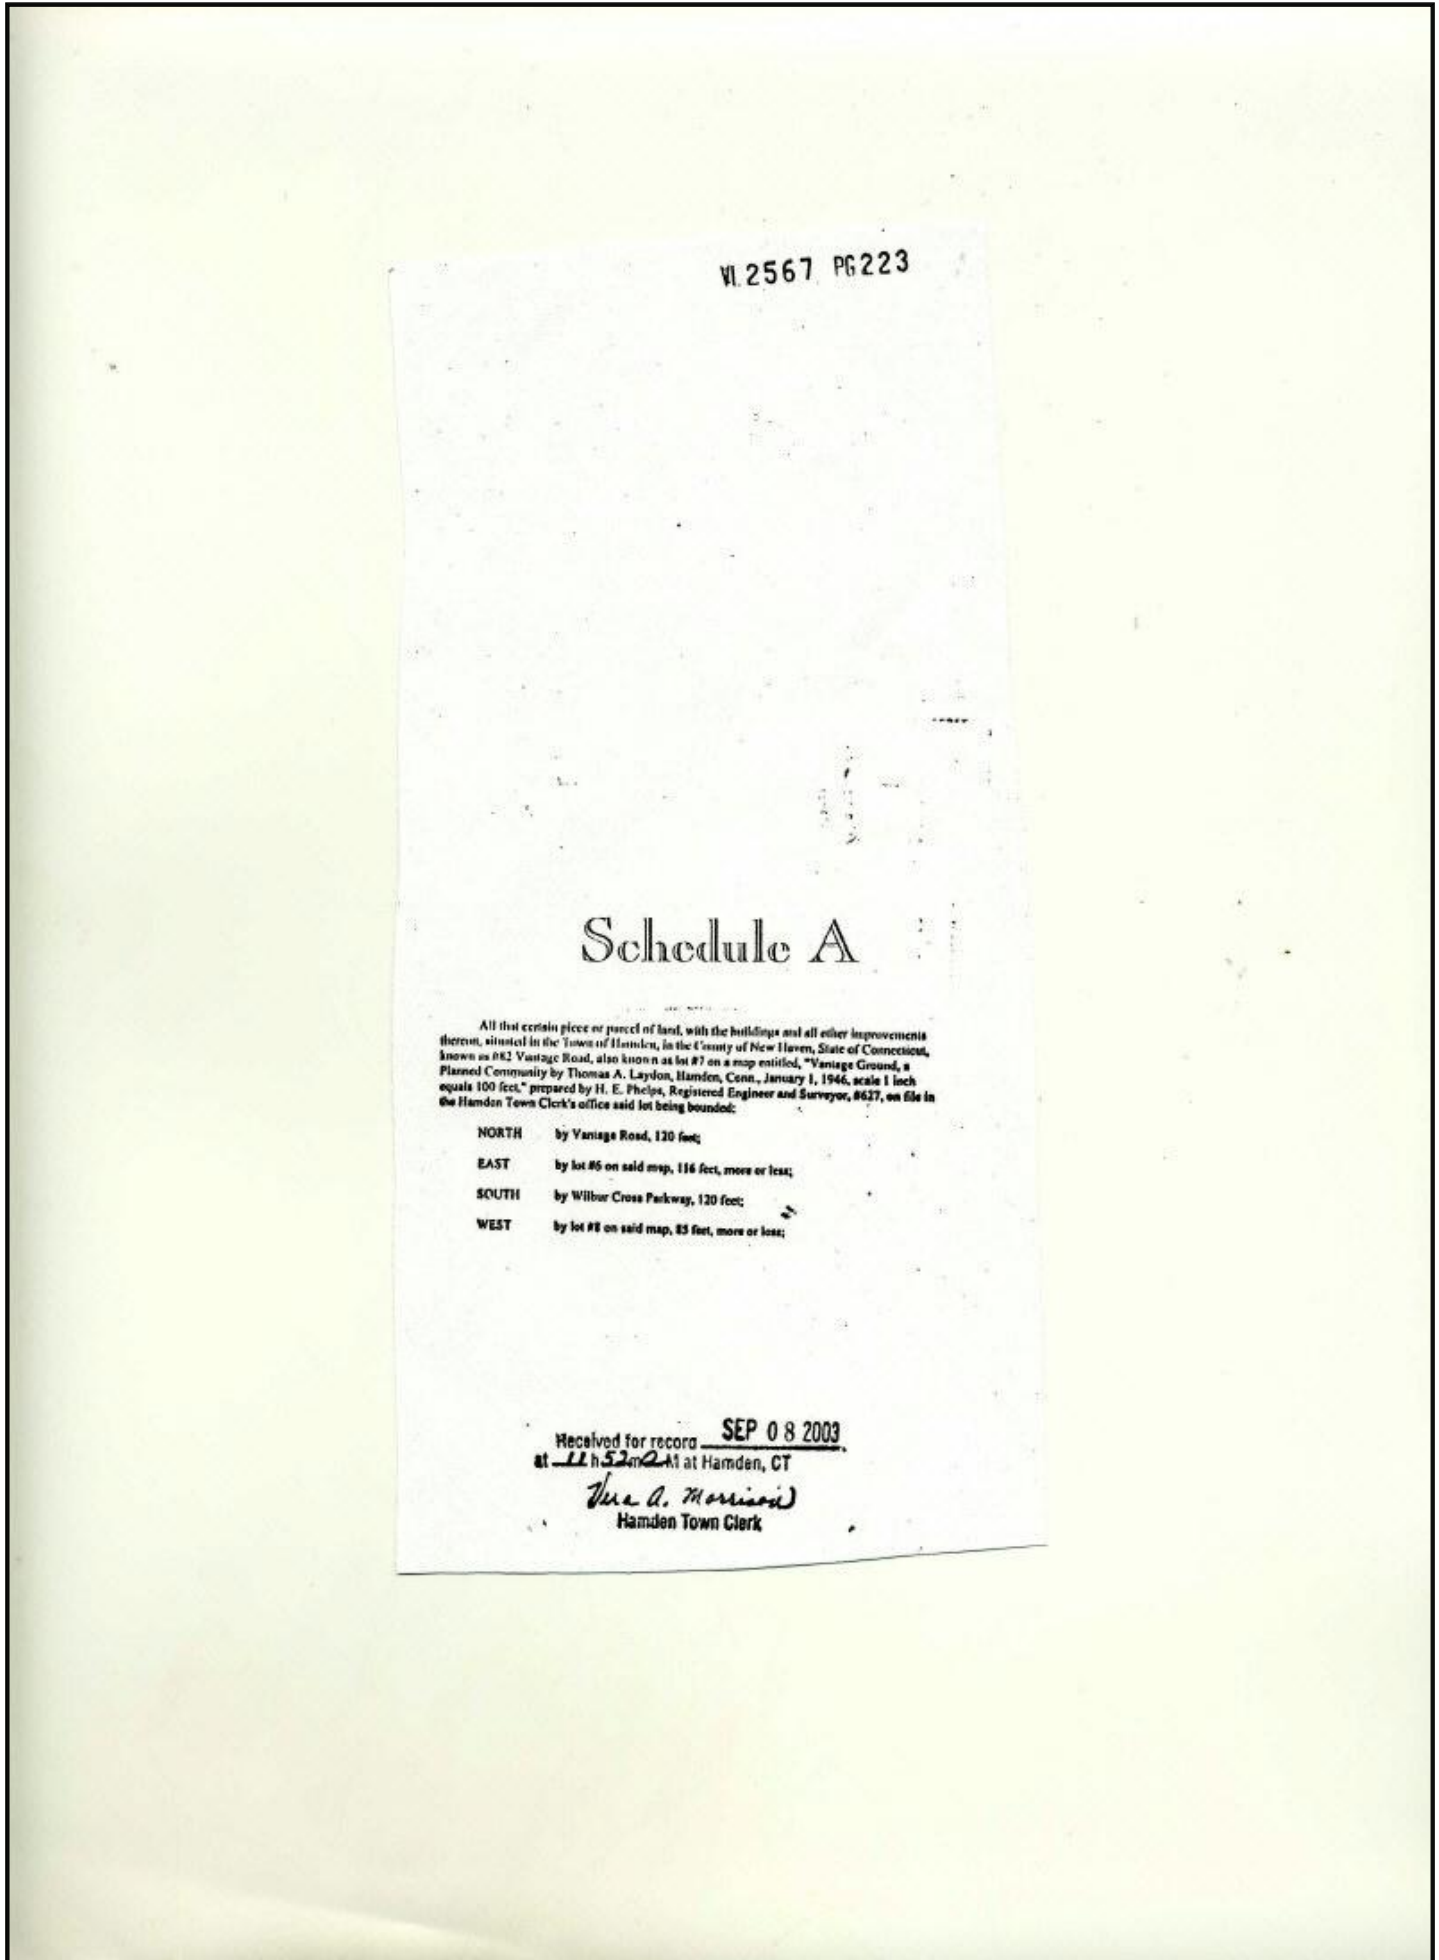 VL 2567 PG 223
Schedule A
All that certain piece or parcel of land, with the buildings and all other improvements
thereon, situated in the Town of Hamden, in the County of New Haven, State of Connecticut,
known as #82 Vantage Road, also known as lot #7 on a map entitled, "Vantage Ground, a
Planned Community by Thomas A. Laydon, Hamden, Conn., January 1, 1946, scale 1 inch
equals 100 feet," prepared by H. E. Phelps, Registered Engineer and Surveyor, #627, on file in
the Hamden Town Clerk's office said lot being bounded:
NORTH by Vantage Road, 120 feet;
EAST by lot #6 on said map, 116 feet, more or less;
SOUTH by Wilbur Cross Parkway, 120 feet;
WEST by lot #8 on said map, 85 feet, more or less;
Received for record SEP 08 2003
at 11 h 52 m A M at Hamden, CT
Vera A. Morrison
Hamden Town Clerk